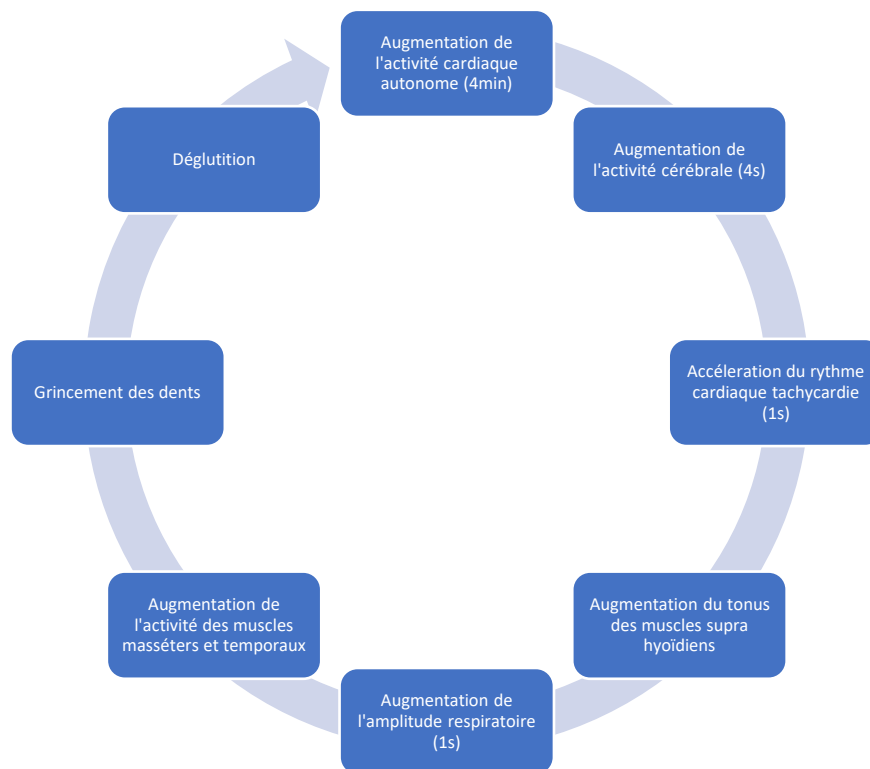 Augmentation de
l'activité cardiaque
autonome (4min)
Augmentation de
l'activité cérébrale (4s)
Accéleration du rythme
cardiaque tachycardie
(1s)
Augmentation du tonus
des muscles supra
hyoïdiens
Augmentation de
l'amplitude respiratoire
(1s)
Augmentation de
l'activité des muscles
masséters et temporaux
Grincement des dents
Déglutition